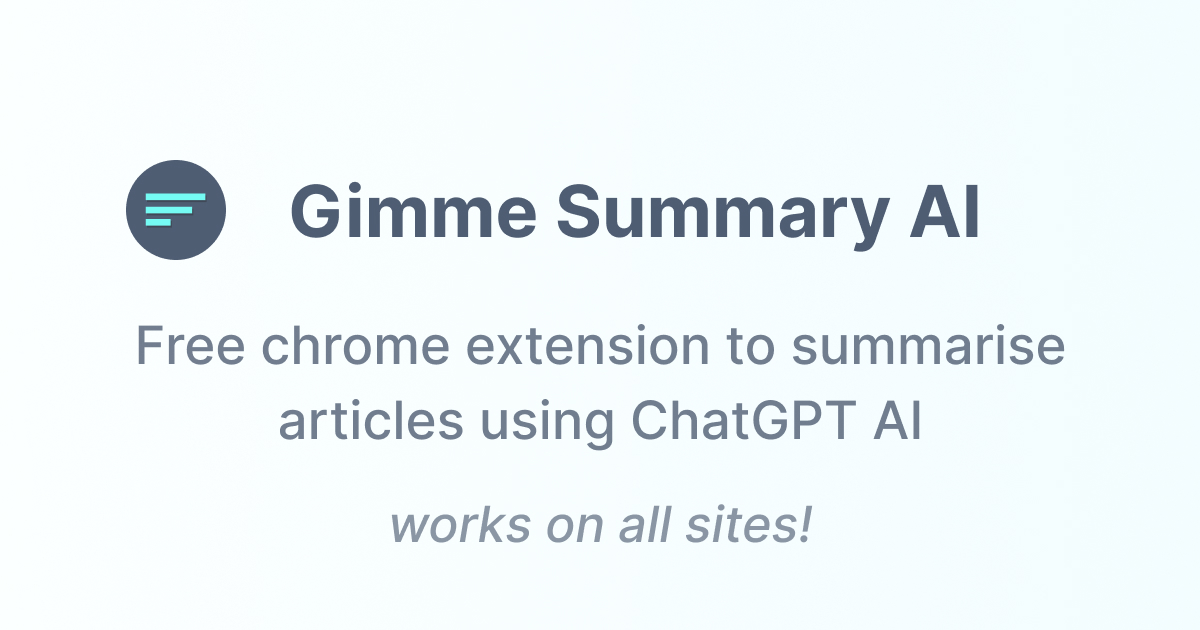 Gimme Summary AI
Free chrome extension to summarise
articles using ChatGPT AI
works on all sites!